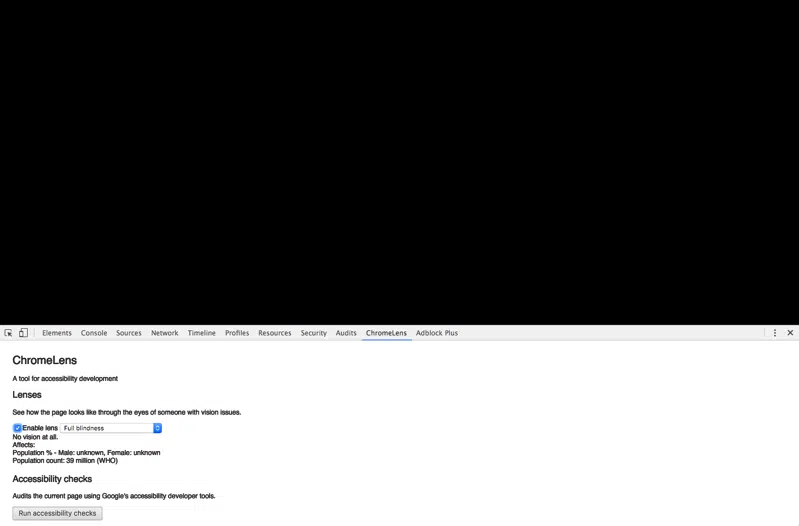 Elements Console Sources Network Timeline Profiles Resources Security Audits ChromeLens Adblock Plus
ChromeLens
A tool for accessibility development
Lenses
See how the page looks like through the eyes of someone with vision issues.
Enable lens Full blindness
No vision at all.
Affects:
Population % - Male: unknown, Female: unknown
Population count: 39 million (WHO)
Accessibility checks
Audits the current page using Google's accessibility developer tools.
Run accessibility checks